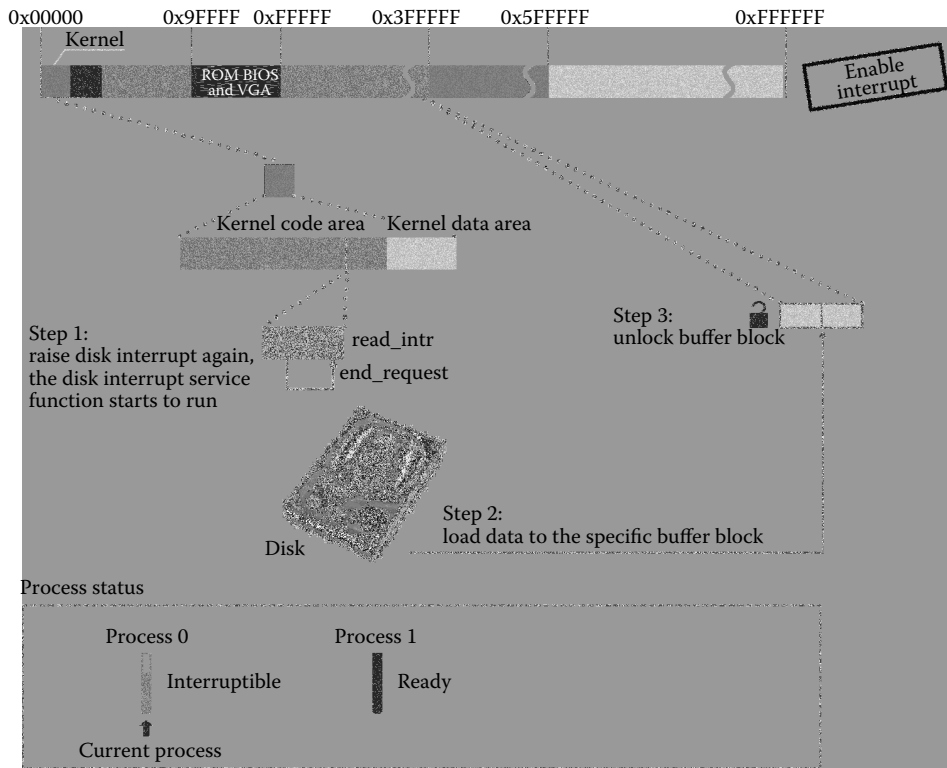 0x00000 0x9FFFF 0xFFFFF 0x3FFFFF 0x5FFFFF 0xFFFFFF
Kernel
ROM BIOS
and VGA
Enable
interrupt
Kernel code area Kernel data area
Step 1:
raise disk interrupt again,
the disk interrupt service
function starts to run
read_intr
end_request
Step 3:
unlock buffer block
Step 2:
load data to the specific buffer block
Disk
Process status
Process 0 Process 1
Interruptible Ready
Current process